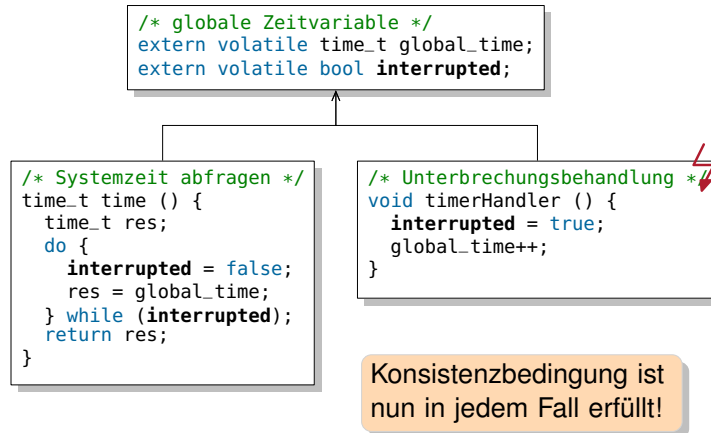 /* globale Zeitvariable */
extern volatile time_t global_time;
extern volatile bool interrupted;
/* Systemzeit abfragen */
time_t time () {
  time_t res;
  do {
    interrupted = false;
    res = global_time;
  } while (interrupted);
  return res;
}
/* Unterbrechungsbehandlung */
void timerHandler () {
  interrupted = true;
  global_time++;
}
Konsistenzbedingung ist
nun in jedem Fall erfüllt!